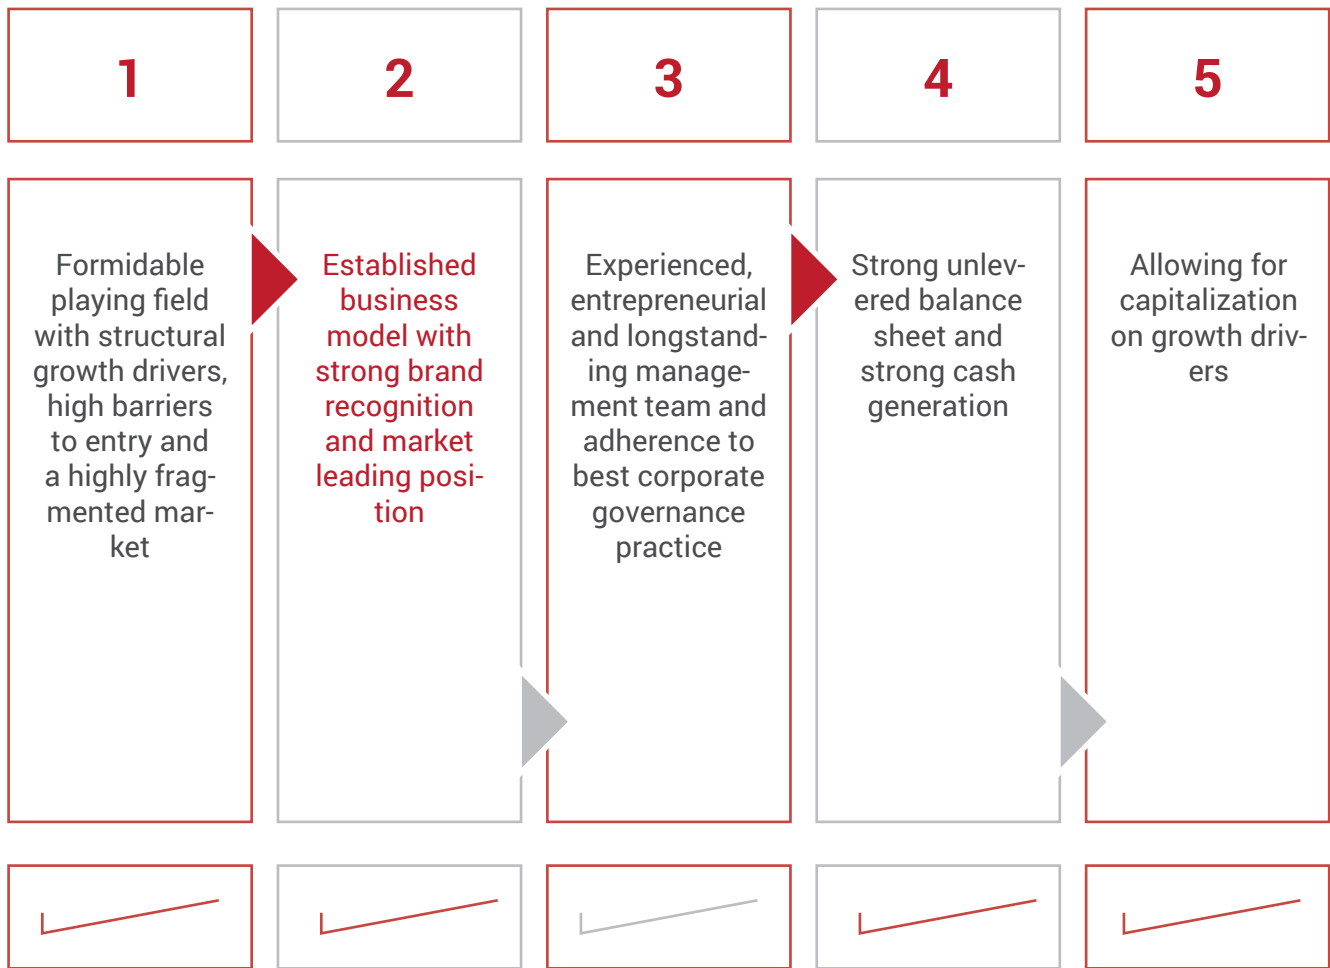 1
2
3
4
5
Formidable
playing field
with structural
growth drivers,
high barriers
to entry and
a highly frag-
mented mar-
ket
Established
business
model with
strong brand
recognition
and market
leading posi-
tion
Experienced,
entrepreneurial
and longstand-
ing manage-
ment team and
adherence to
best corporate
governance
practice
Strong unlev-
ered balance
sheet and
strong cash
generation
Allowing for
capitalization
on growth driv-
ers